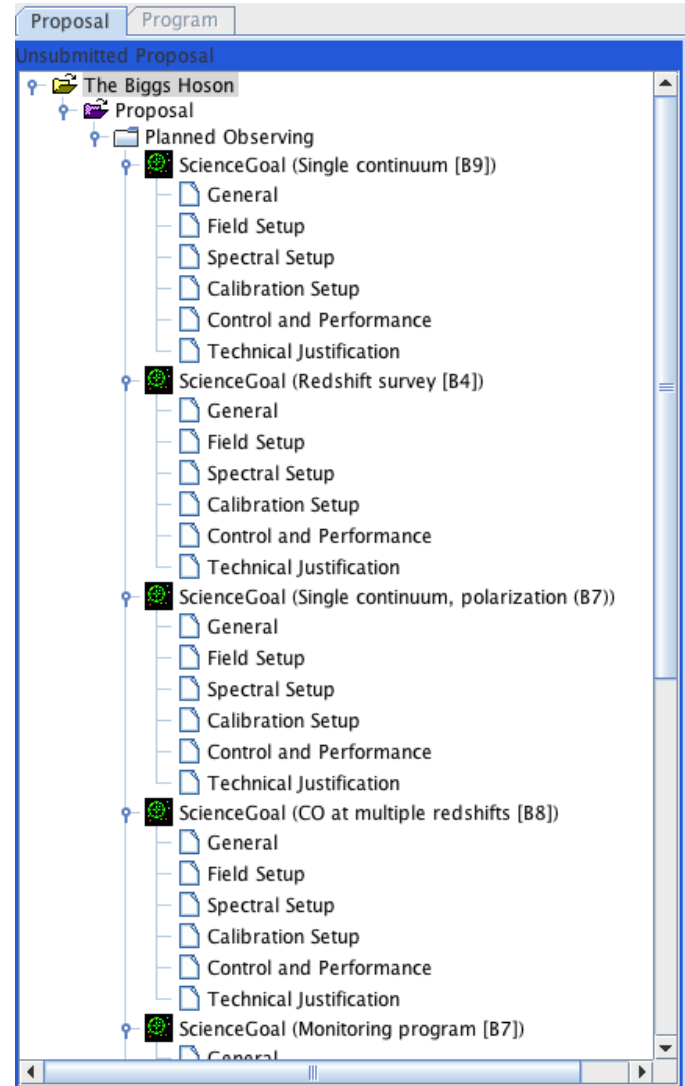 Proposal Program
Unsubmitted Proposal
The Biggs Hoson
Proposal
Planned Observing
ScienceGoal (Single continuum [B9])
General
Field Setup
Spectral Setup
Calibration Setup
Control and Performance
Technical Justification
ScienceGoal (Redshift survey [B4])
General
Field Setup
Spectral Setup
Calibration Setup
Control and Performance
Technical Justification
ScienceGoal (Single continuum, polarization (B7))
General
Field Setup
Spectral Setup
Calibration Setup
Control and Performance
Technical Justification
ScienceGoal (CO at multiple redshifts [B8])
General
Field Setup
Spectral Setup
Calibration Setup
Control and Performance
Technical Justification
ScienceGoal (Monitoring program [B7])
General